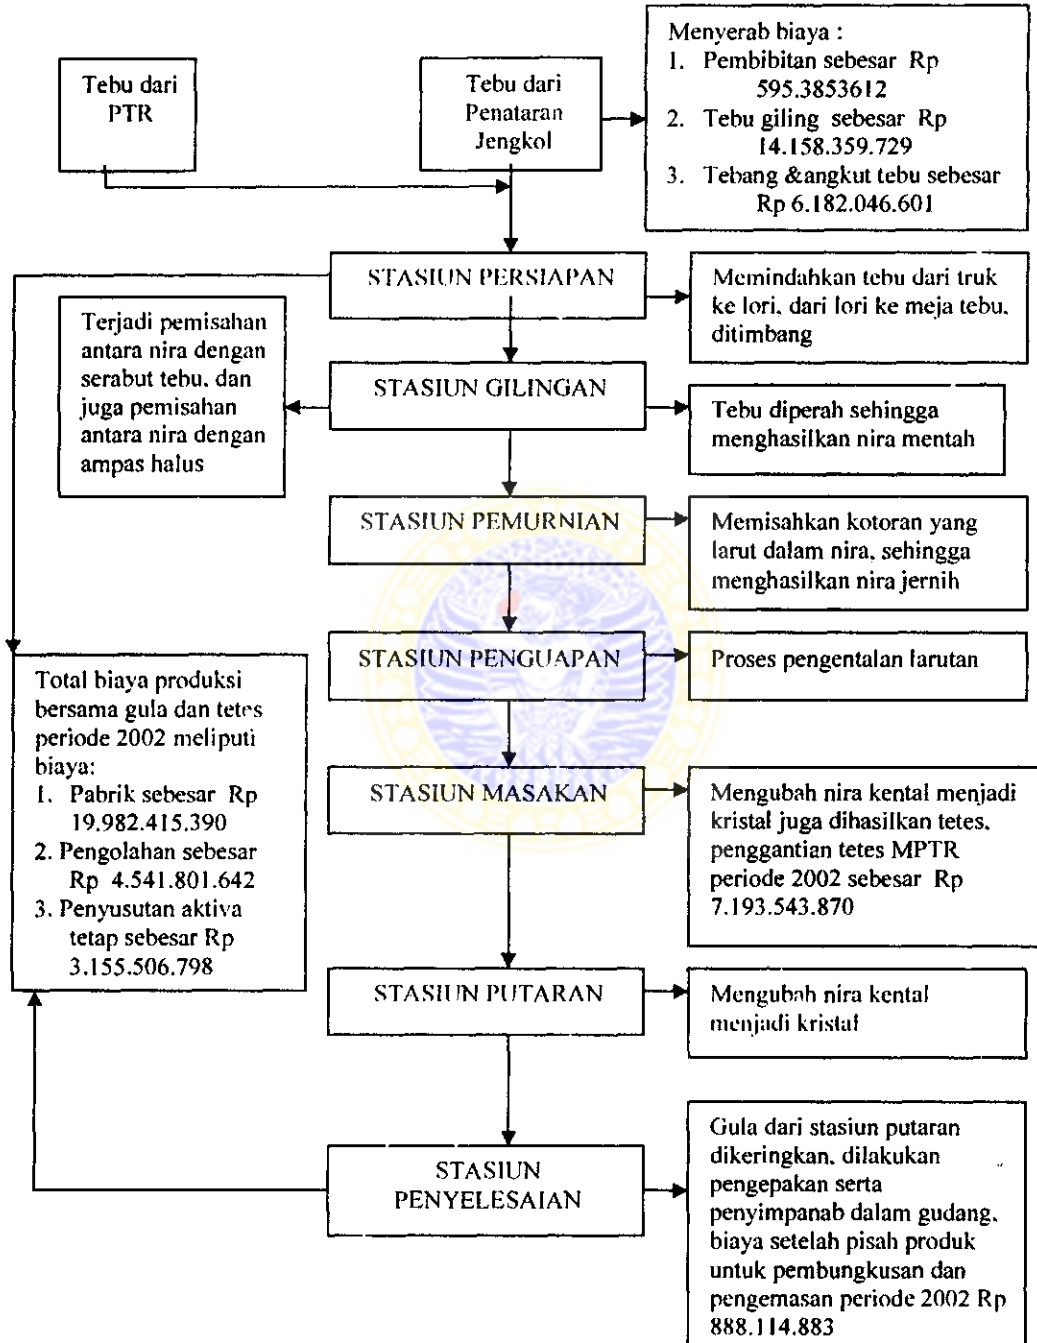 Tebu dari
PTR
Tebu dari
Penataran
Jengkol
Menyerab biaya :
1. Pembibitan sebesar Rp
595.3853612
2. Tebu giling sebesar Rp
14.158.359.729
3. Tebang &angkut tebu sebesar
Rp 6.182.046.601
STASIUN PERSIAPAN
Memindahkan tebu dari truk
ke lori, dari lori ke meja tebu,
ditimbang
Terjadi pemisahan
antara nira dengan
serabut tebu, dan
juga pemisahan
antara nira dengan
ampas halus
STASIUN GILINGAN
Tebu diperah sehingga
menghasilkan nira mentah
STASIUN PEMURNIAN
Memisahkan kotoran yang
larut dalam nira, sehingga
menghasilkan nira jernih
STASIUN PENGUAPAN
Proses pengentalan larutan
Total biaya produksi
bersama gula dan tetes
periode 2002 meliputi
biaya:
1. Pabrik sebesar Rp
19.982.415.390
2. Pengolahan sebesar
Rp 4.541.801.642
3. Penyusutan aktiva
tetap sebesar Rp
3.155.506.798
STASIUN MASAKAN
Mengubah nira kental menjadi
kristal juga dihasilkan tetes,
penggantian tetes MPTR
periode 2002 sebesar Rp
7.193.543.870
STASIUN PUTARAN
Mengubah nira kental
menjadi kristal
STASIUN
PENYELESAIAN
Gula dari stasiun putaran
dikeringkan, dilakukan
pengepakan serta
penyimpanab dalam gudang,
biaya setelah pisah produk
untuk pembungkusan dan
pengemasan periode 2002 Rp
888.114.883